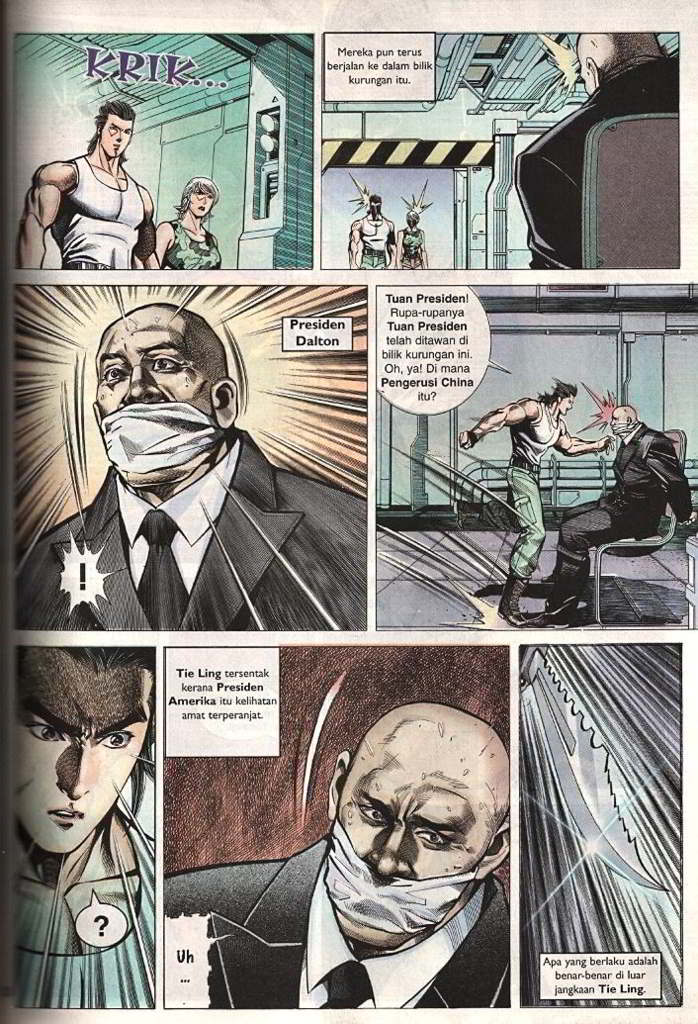 KRIK...
Mereka pun terus
berjalan ke dalam bilik
kurungan itu.
Presiden
Dalton
!
Tuan Presiden!
Rupa-rupanya
Tuan Presiden
telah ditawan di
bilik kurungan ini.
Oh, ya! Di mana
Pengerusi China
itu?
?
Tie Ling tersentak
kerana Presiden
Amerika itu kelihatan
amat terperanjat.
Uh
...
Apa yang berlaku adalah
benar-benar di luar
jangkaan Tie Ling.